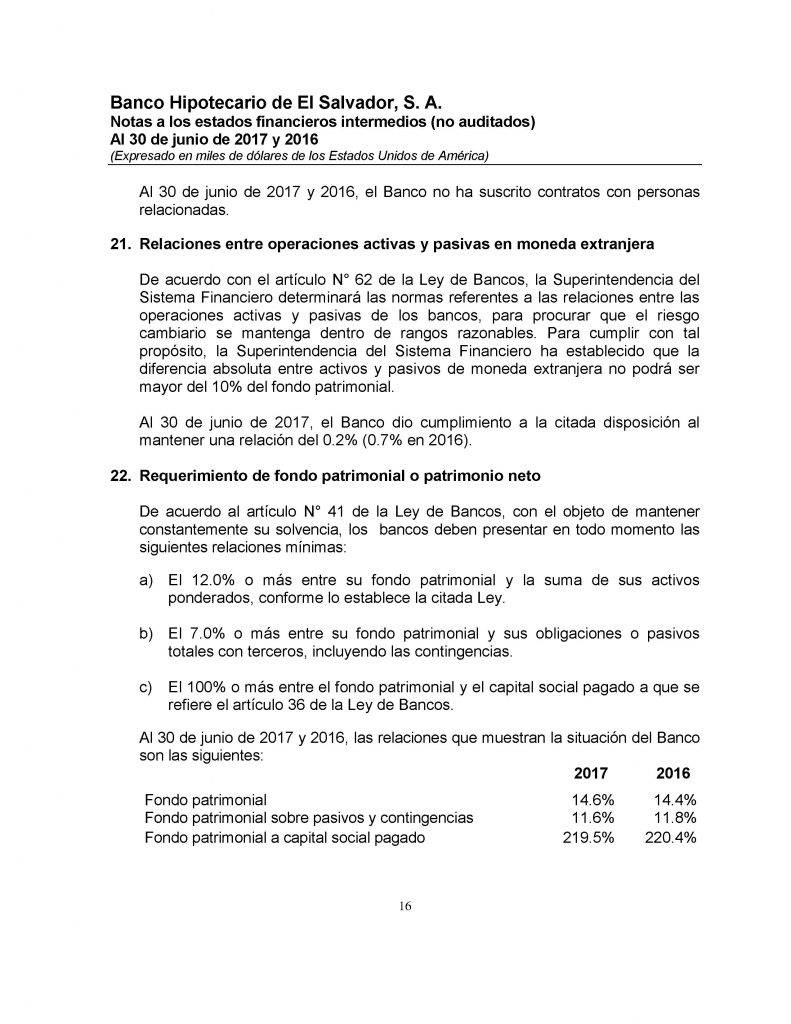 Banco Hipotecario de El Salvador, S. A.
Notas a los estados financieros intermedios (no auditados)
Al 30 de junio de 2017 y 2016
(Expresado en miles de dólares de los Estados Unidos de América)
Al 30 de junio de 2017 y 2016, el Banco no ha suscrito contratos con personas
relacionadas.
21. Relaciones entre operaciones activas y pasivas en moneda extranjera
De acuerdo con el artículo N° 62 de la Ley de Bancos, la Superintendencia del
Sistema Financiero determinará las normas referentes a las relaciones entre las
operaciones activas y pasivas de los bancos, para procurar que el riesgo
cambiario se mantenga dentro de rangos razonables. Para cumplir con tal
propósito, la Superintendencia del Sistema Financiero ha establecido que la
diferencia absoluta entre activos y pasivos de moneda extranjera no podrá ser
mayor del 10% del fondo patrimonial.
Al 30 de junio de 2017, el Banco dio cumplimiento a la citada disposición al
mantener una relación del 0.2% (0.7% en 2016).
22. Requerimiento de fondo patrimonial o patrimonio neto
De acuerdo al artículo N° 41 de la Ley de Bancos, con el objeto de mantener
constantemente su solvencia, los bancos deben presentar en todo momento las
siguientes relaciones mínimas:
a) El 12.0% o más entre su fondo patrimonial y la suma de sus activos
ponderados, conforme lo establece la citada Ley.
b) El 7.0% o más entre su fondo patrimonial y sus obligaciones o pasivos
totales con terceros, incluyendo las contingencias.
c) El 100% o más entre el fondo patrimonial y el capital social pagado a que se
refiere el artículo 36 de la Ley de Bancos.
Al 30 de junio de 2017 y 2016, las relaciones que muestran la situación del Banco
son las siguientes:
2017 2016
Fondo patrimonial 14.6% 14.4%
Fondo patrimonial sobre pasivos y contingencias 11.6% 11.8%
Fondo patrimonial a capital social pagado 219.5% 220.4%
16